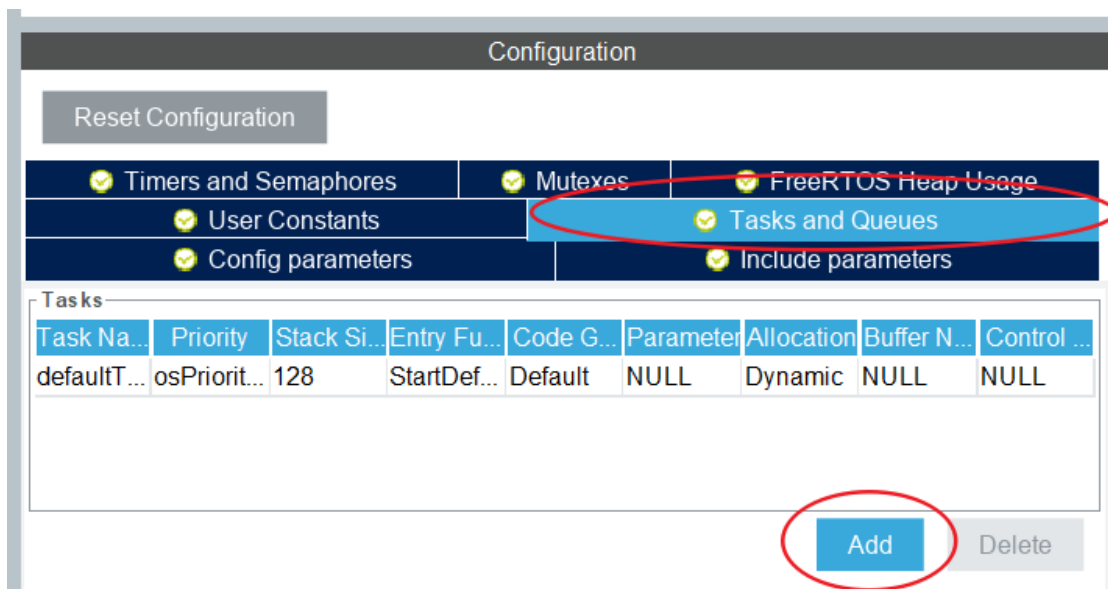 Configuration
Reset Configuration
Timers and Semaphores Mutexes FreeRTOS Heap Usage
User Constants Tasks and Queues
Config parameters Include parameters
Tasks
Task Na... Priority Stack Si... Entry Fu... Code G... Parameter Allocation Buffer N... Control ...
defaultT... osPriorit... 128 StartDef... Default NULL Dynamic NULL NULL
Add Delete